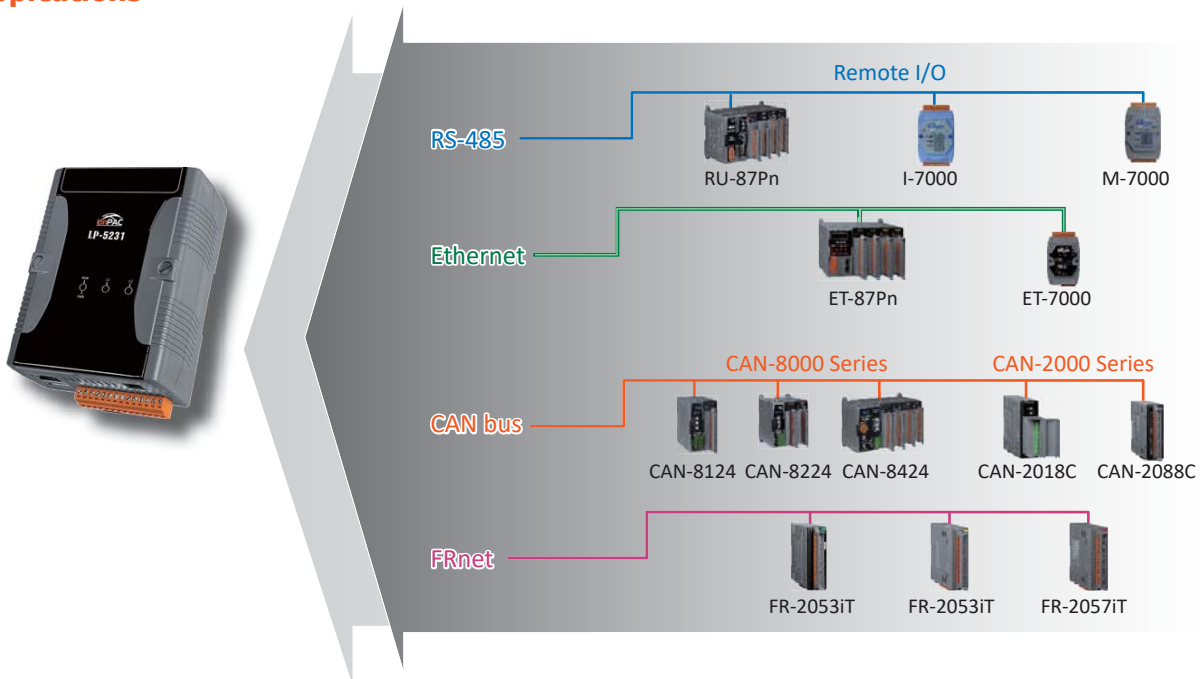 LinPAC
LP-5231
Remote I/O
RS-485
RU-87Pn I-7000 M-7000
Ethernet
ET-87Pn ET-7000
CAN-8000 Series CAN-2000 Series
CAN bus
CAN-8124 CAN-8224 CAN-8424 CAN-2018C CAN-2088C
FRnet
FR-2053iT FR-2053iT FR-2057iT